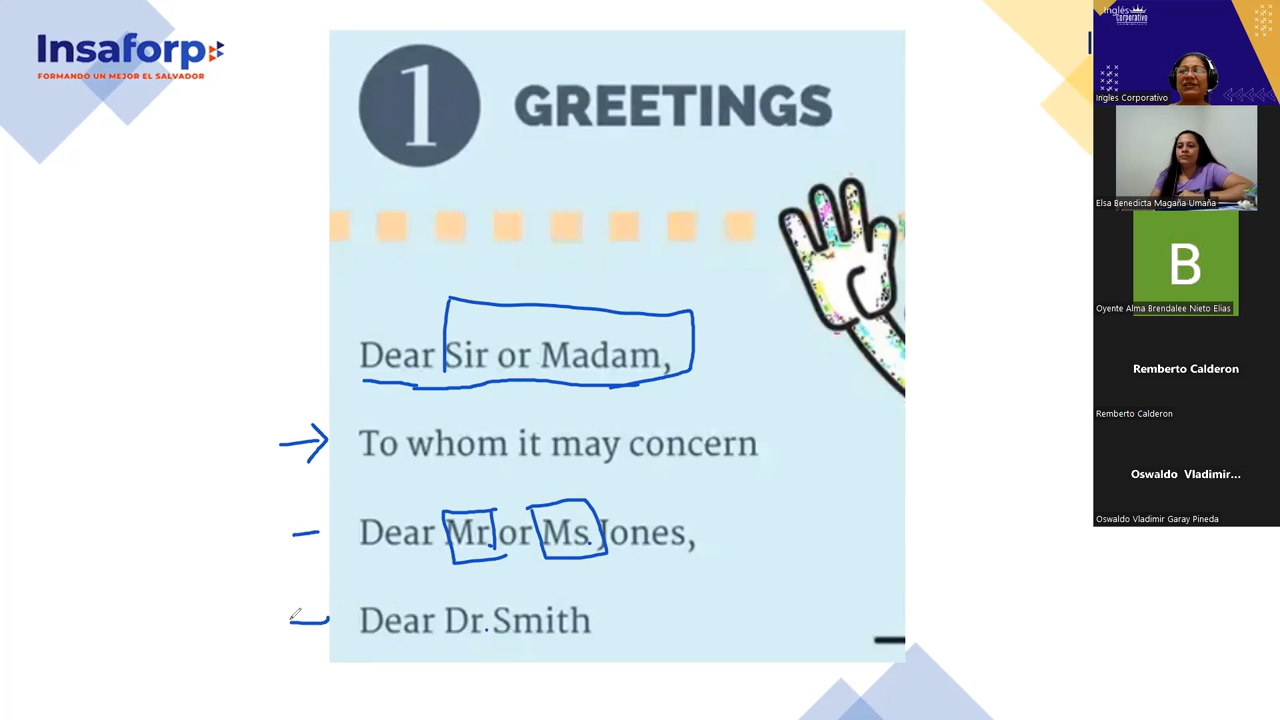 Insaforp
FORMANDO UN MEJOR EL SALVADOR
1
GREETINGS
Dear Sir or Madam,
To whom it may concern
Dear Mr. or Ms. Jones,
Dear Dr. Smith
Inglés
Corporativo
Ingles Corporativo
Elsa Benedicta Magaña Umaña
B
Oyente Alma Brendalee Nieto Elias
Remberto Calderon
Remberto Calderon
Oswaldo Vladimir...
Oswaldo Vladimir Garay Pineda